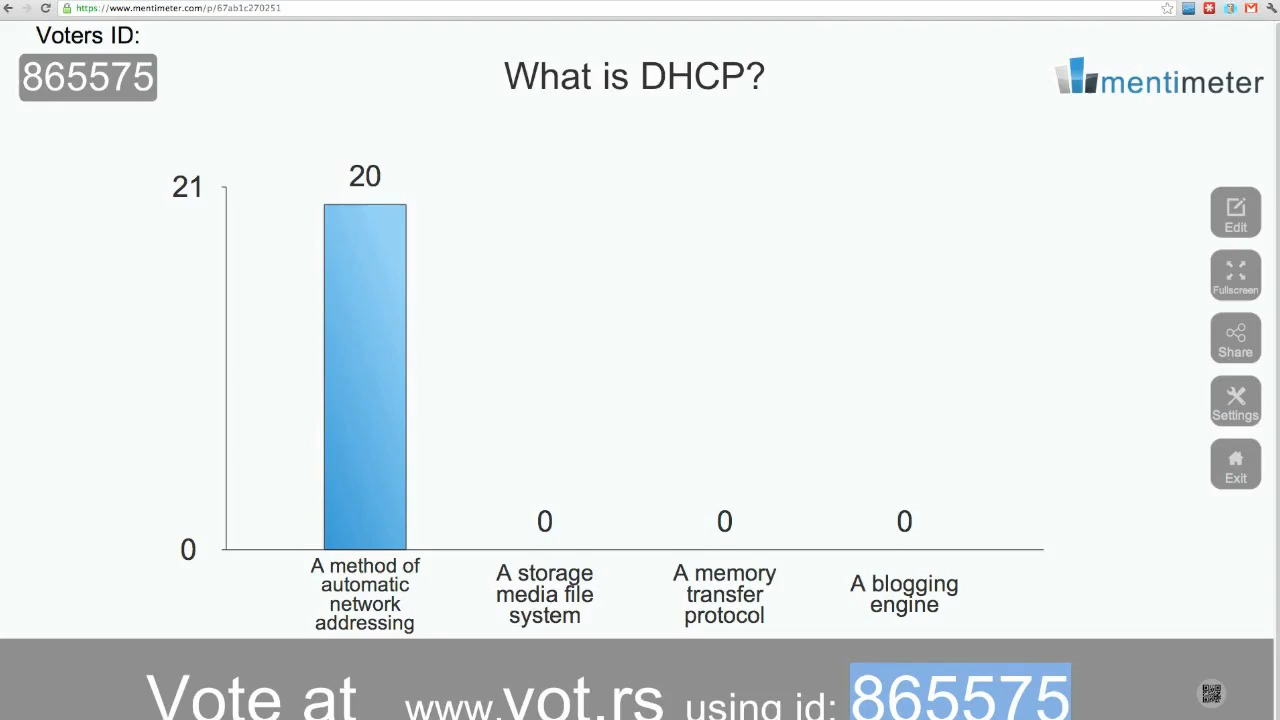 https://www.mentimeter.com/p/67ab1c270251
Voters ID:
865575
What is DHCP?
mentimeter
21
20
0
0
0
0
A method of
automatic
network
addressing
A storage
media file
system
A memory
transfer
protocol
A blogging
engine
Edit
Fullscreen
Share
Settings
Exit
Vote at www.vot.rs using id: 865575